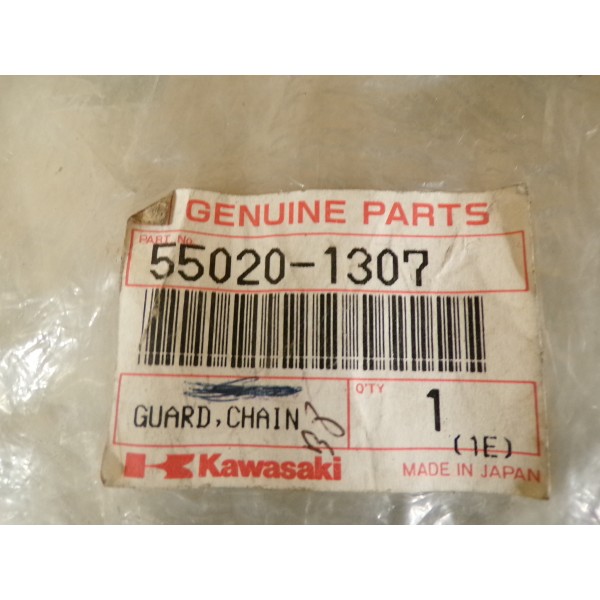 GENUINE PARTS
PART No.
55020-1307
GUARD, CHAIN
Q'TY
1
(1E)
Kawasaki
MADE IN JAPAN